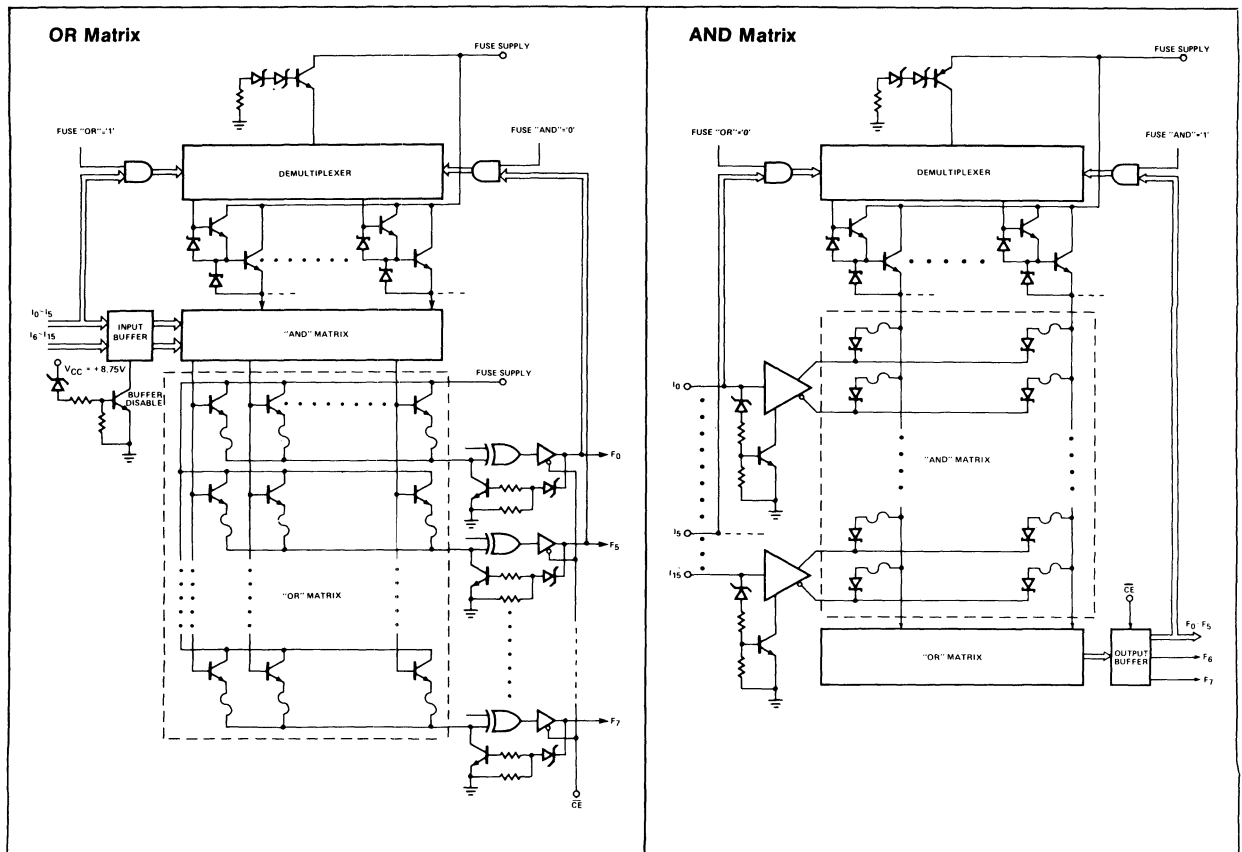 OR Matrix
FUSE SUPPLY
FUSE "OR"='1'
FUSE "AND"='0'
DEMULTIPLEXER
I0~I5
I6~I15
INPUT
BUFFER
"AND" MATRIX
VCC = +8.75V
BUFFER
DISABLE
FUSE SUPPLY
F0
F5
"OR" MATRIX
F7
CE
AND Matrix
FUSE SUPPLY
FUSE "OR"='0'
FUSE "AND"='1'
DEMULTIPLEXER
I0
"AND" MATRIX
I5
I15
CE
"OR" MATRIX
OUTPUT
BUFFER
F0-F5
F6
F7